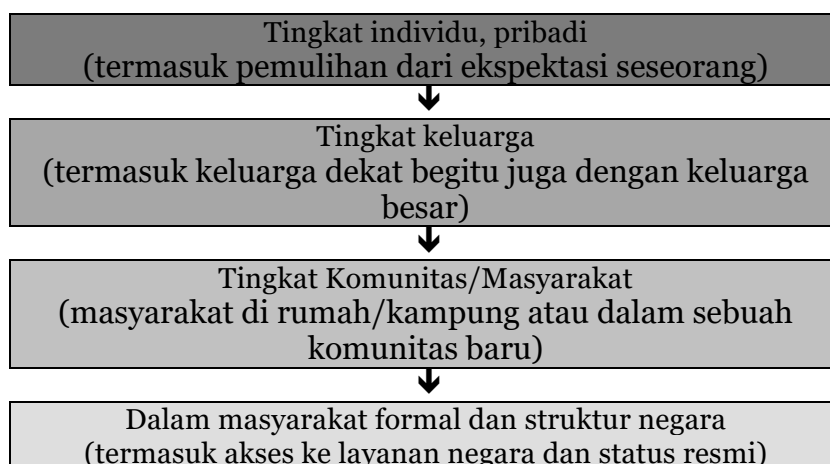 Tingkat individu, pribadi
(termasuk pemulihan dari ekspektasi seseorang)
Tingkat keluarga
(termasuk keluarga dekat begitu juga dengan keluarga
besar)
Tingkat Komunitas/Masyarakat
(masyarakat di rumah/kampung atau dalam sebuah
komunitas baru)
Dalam masyarakat formal dan struktur negara
(termasuk akses ke layanan negara dan status resmi)